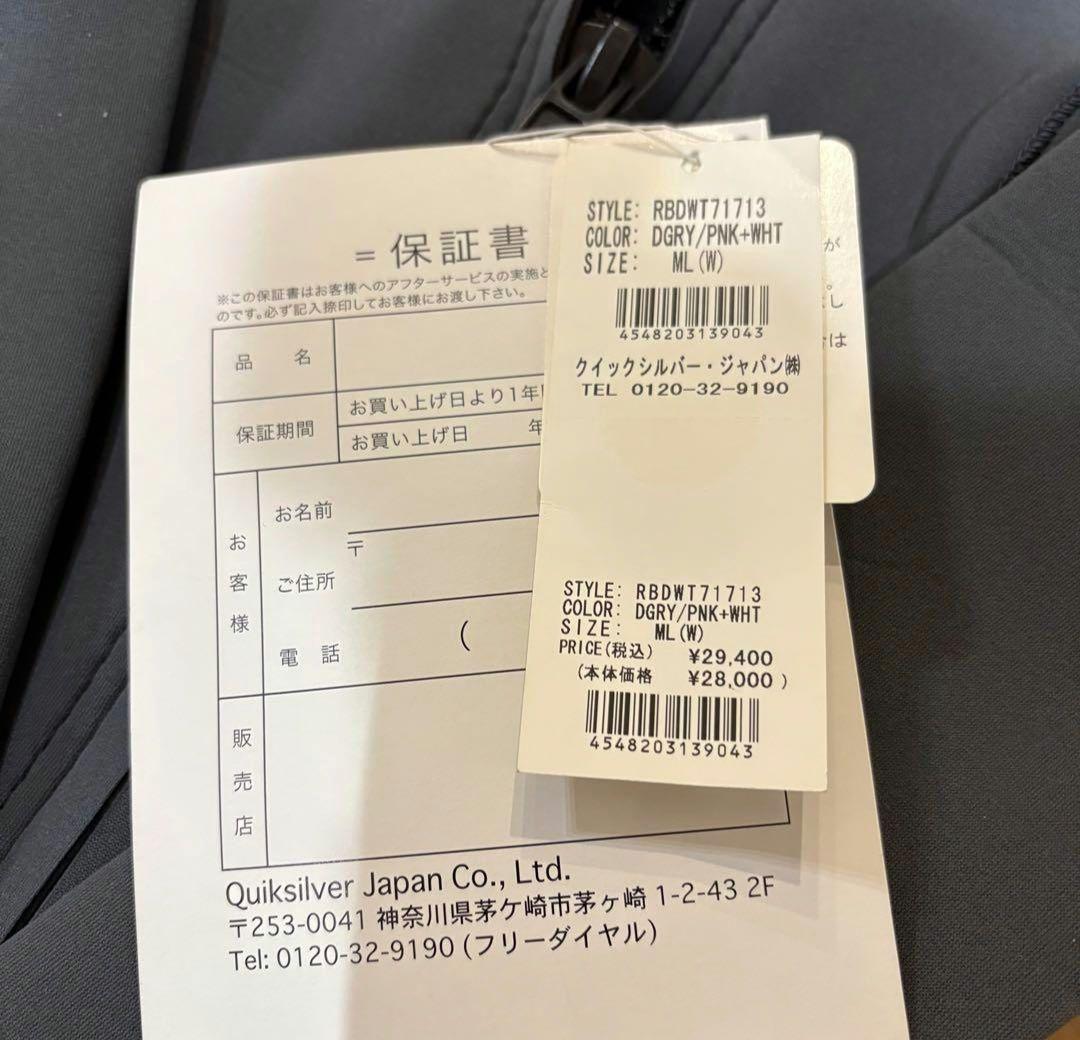 = 保証書
※この保証書はお客様へのアフターサービスの実施と
のです。必ず記入捺印してお客様にお渡し下さい。
品 名
保証期間
お買い上げ日より1年
お買い上げ日 年
お客様
お名前
〒
ご住所
電 話 (
販売店
Quiksilver Japan Co., Ltd.
〒253-0041 神奈川県茅ケ崎市茅ヶ崎 1-2-43 2F
Tel: 0120-32-9190 (フリーダイヤル)
STYLE: RBDWT71713
COLOR: DGRY/PNK+WHT
SIZE: ML(W)
4548203139043
クイックシルバー・ジャパン㈱
TEL 0120-32-9190
STYLE: RBDWT71713
COLOR: DGRY/PNK+WHT
SIZE: ML(W)
PRICE(税込) ¥29,400
(本体価格 ¥28,000 )
4548203139043
が
し
は